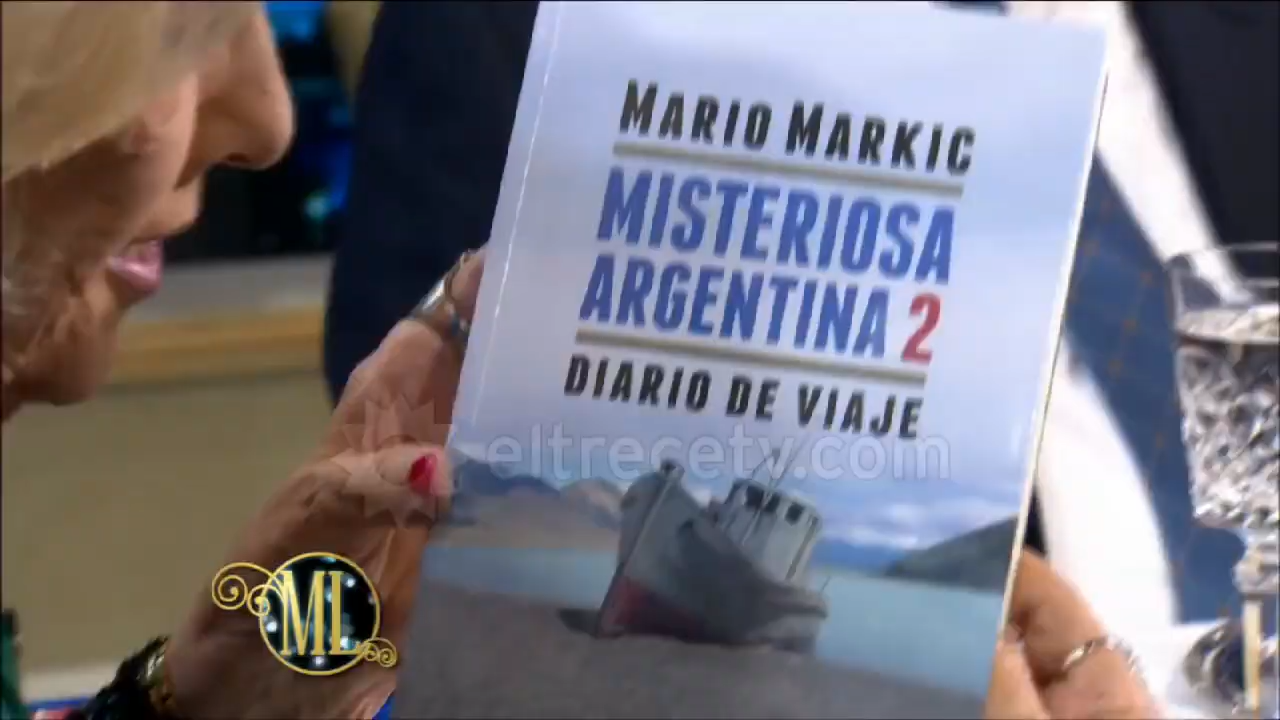 MARIO MARKIC
MISTERIOSA
ARGENTINA 2
DIARIO DE VIAJE
eltrecetv.com
ML